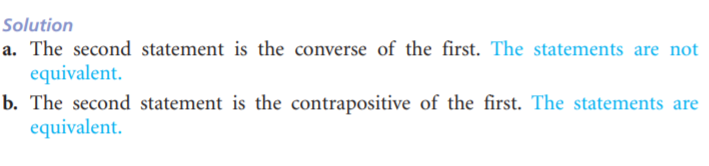 Solution
a. The second statement is the converse of the first. The statements are not
equivalent.
b. The second statement is the contrapositive of the first. The statements are
equivalent.